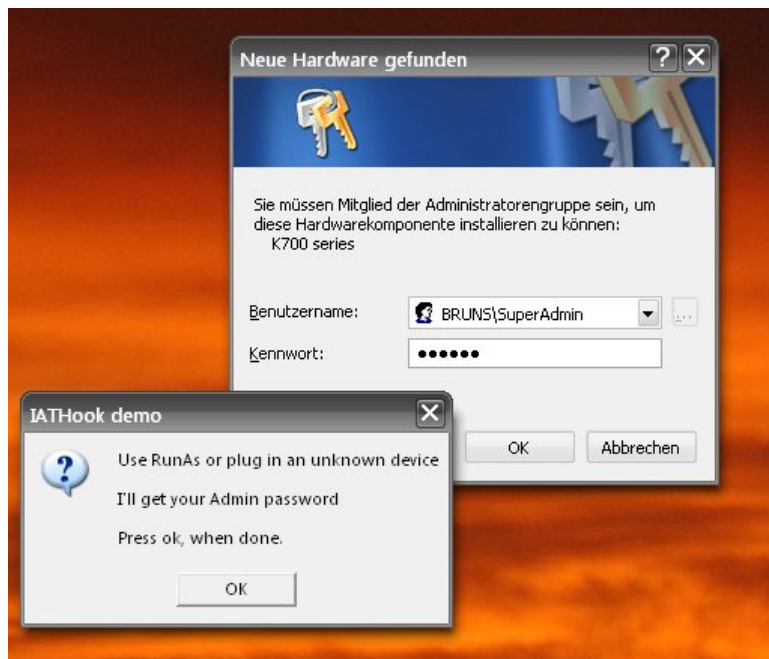 Neue Hardware gefunden
Sie müssen Mitglied der Administratorengruppe sein, um
diese Hardwarekomponente installieren zu können:
K700 series
Benutzername:
BRUNS\SuperAdmin
...
Kennwort:
●●●●●●
OK
Abbrechen
IATHook demo
Use RunAs or plug in an unknown device
I'll get your Admin password
Press ok, when done.
OK